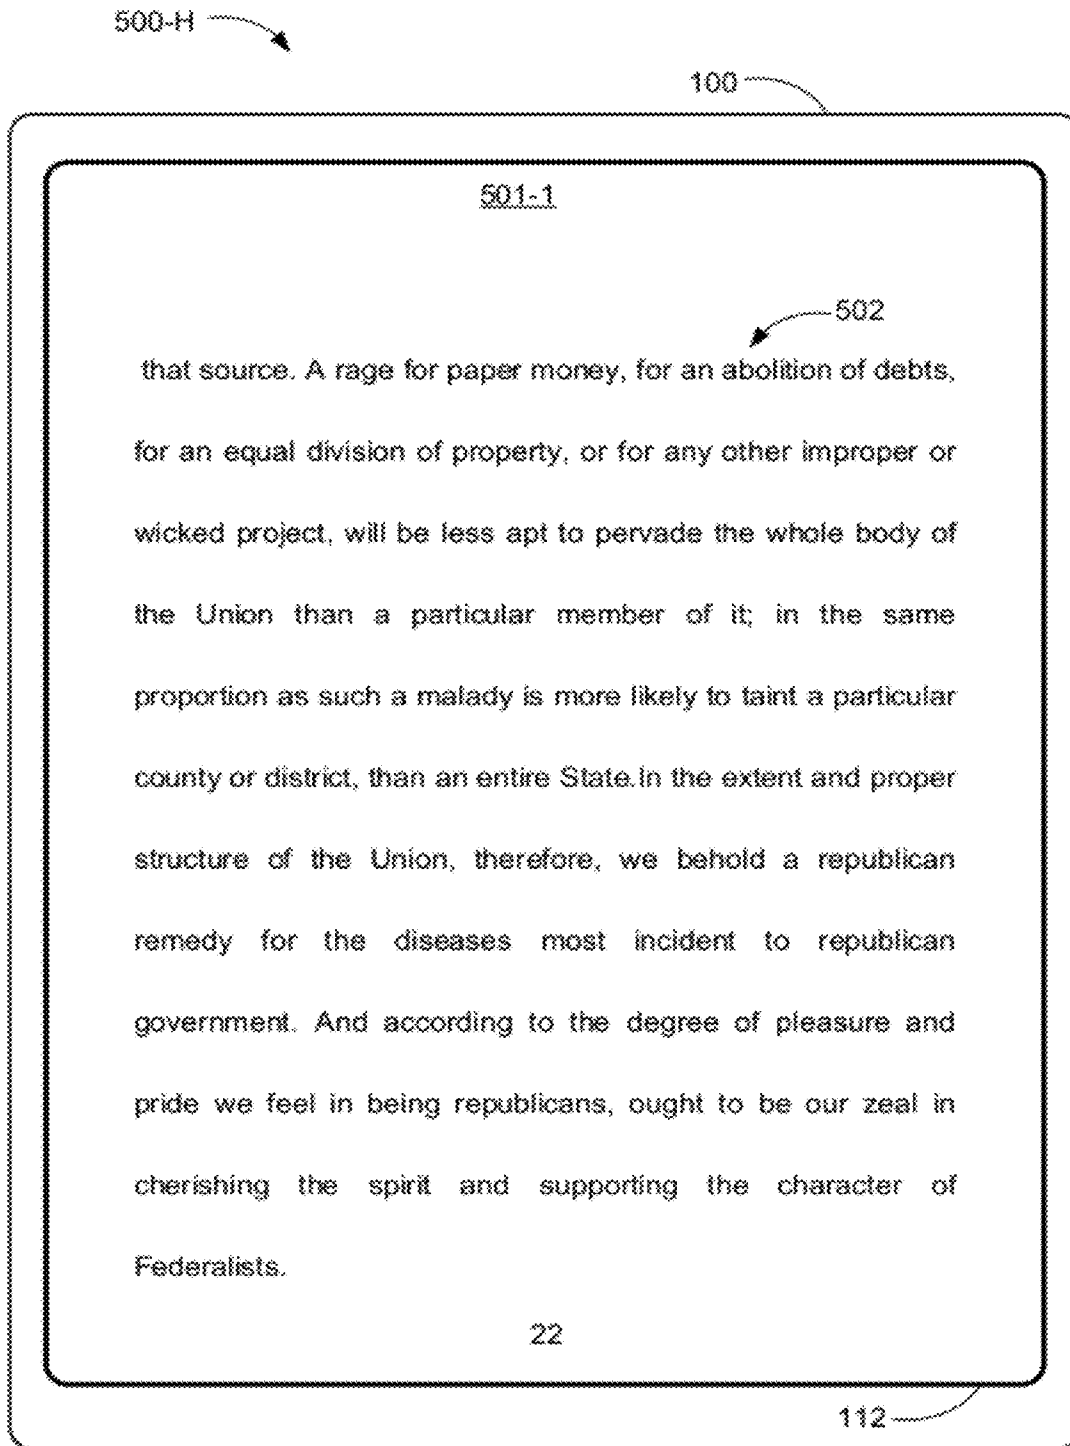 500-H
100
501-1
502
that source. A rage for paper money, for an abolition of debts,
for an equal division of property, or for any other improper or
wicked project, will be less apt to pervade the whole body of
the Union than a particular member of it; in the same
proportion as such a malady is more likely to taint a particular
county or district, than an entire State.In the extent and proper
structure of the Union, therefore, we behold a republican
remedy for the diseases most incident to republican
government. And according to the degree of pleasure and
pride we feel in being republicans, ought to be our zeal in
cherishing the spirit and supporting the character of
Federalists.
22
112